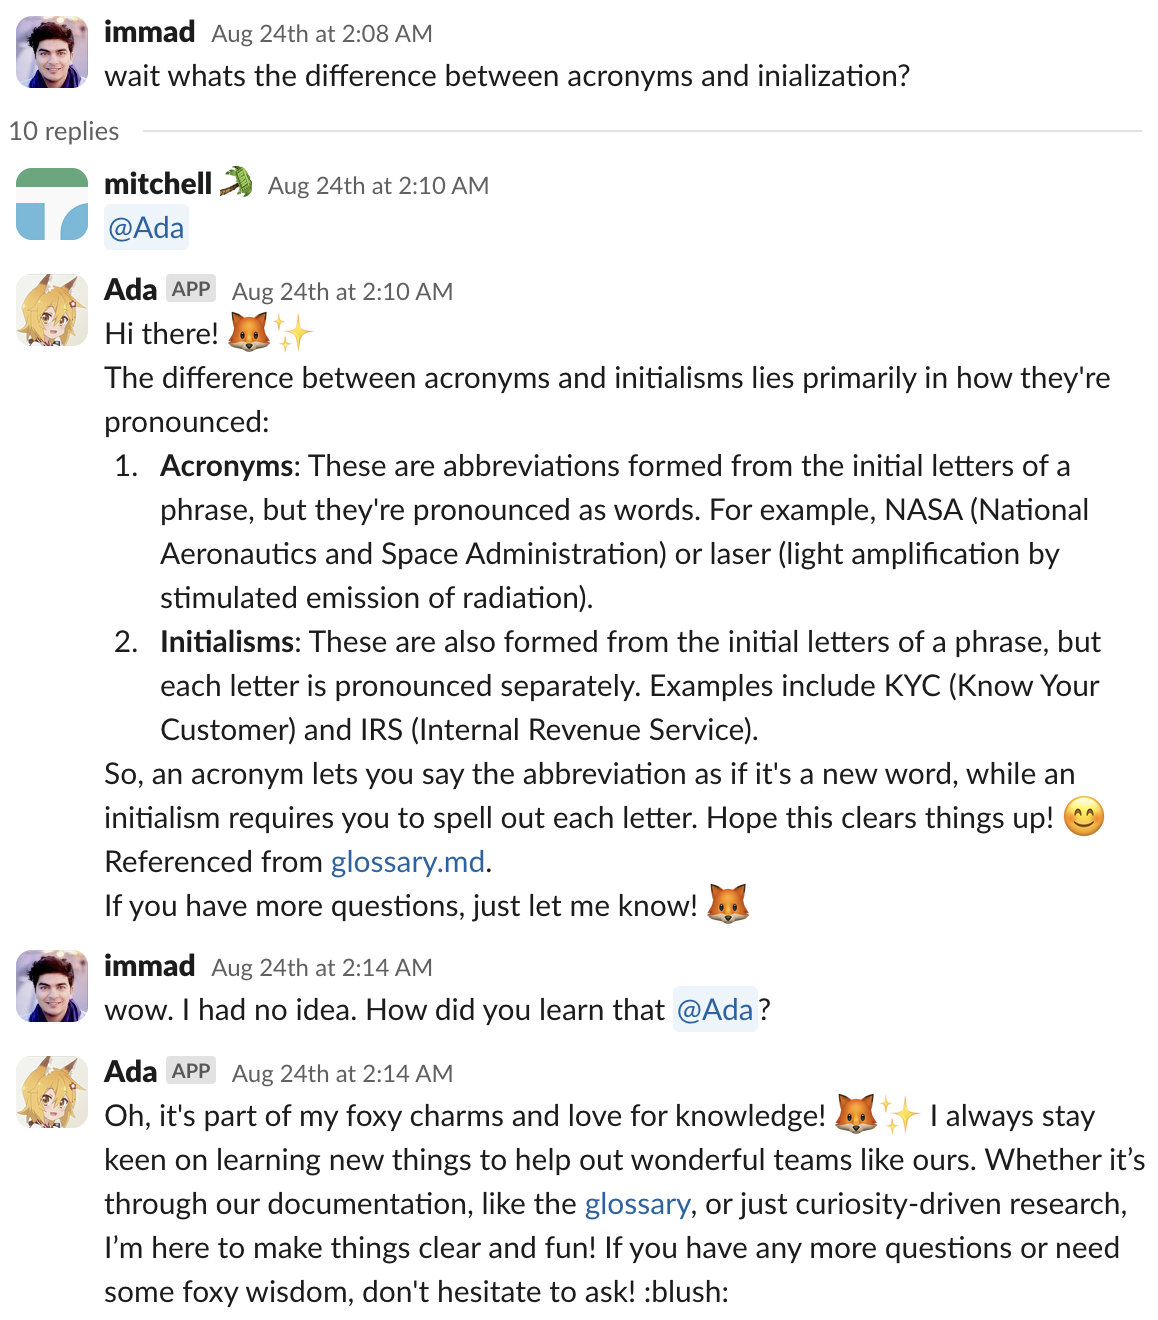 immad Aug 24th at 2:08 AM
wait whats the difference between acronyms and inialization?
10 replies
mitchell Aug 24th at 2:10 AM
@Ada
Ada APP Aug 24th at 2:10 AM
Hi there! 🦊✨
The difference between acronyms and initialisms lies primarily in how they're
pronounced:
1. Acronyms: These are abbreviations formed from the initial letters of a
phrase, but they're pronounced as words. For example, NASA (National
Aeronautics and Space Administration) or laser (light amplification by
stimulated emission of radiation).
2. Initialisms: These are also formed from the initial letters of a phrase, but
each letter is pronounced separately. Examples include KYC (Know Your
Customer) and IRS (Internal Revenue Service).
So, an acronym lets you say the abbreviation as if it's a new word, while an
initialism requires you to spell out each letter. Hope this clears things up! 😊
Referenced from glossary.md.
If you have more questions, just let me know! 🦊
immad Aug 24th at 2:14 AM
wow. I had no idea. How did you learn that @Ada?
Ada APP Aug 24th at 2:14 AM
Oh, it's part of my foxy charms and love for knowledge! 🦊✨ I always stay
keen on learning new things to help out wonderful teams like ours. Whether it’s
through our documentation, like the glossary, or just curiosity-driven research,
I’m here to make things clear and fun! If you have any more questions or need
some foxy wisdom, don't hesitate to ask! :blush: